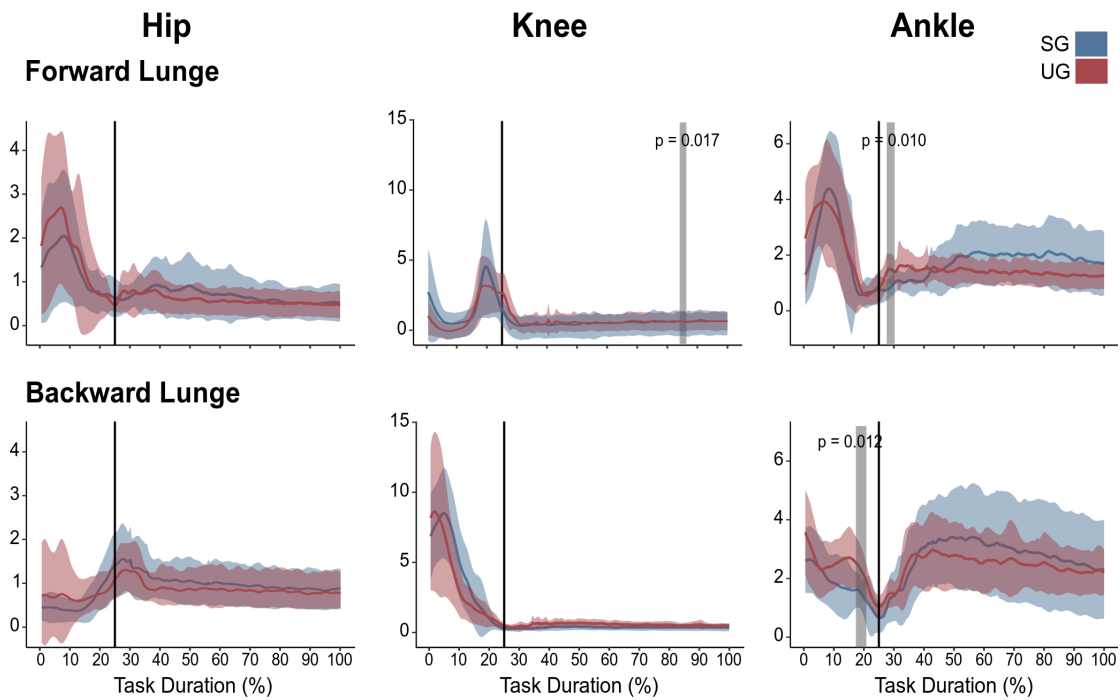 Hip Knee Ankle
SG
UG
Forward Lunge
4
3
2
1
0
15
10
5
0
p = 0.017
6
4
2
0
p = 0.010
Backward Lunge
4
3
2
1
0
0 10 20 30 40 50 60 70 80 90 100
Task Duration (%)
15
10
5
0
0 10 20 30 40 50 60 70 80 90 100
Task Duration (%)
p = 0.012
6
4
2
0
0 10 20 30 40 50 60 70 80 90 100
Task Duration (%)